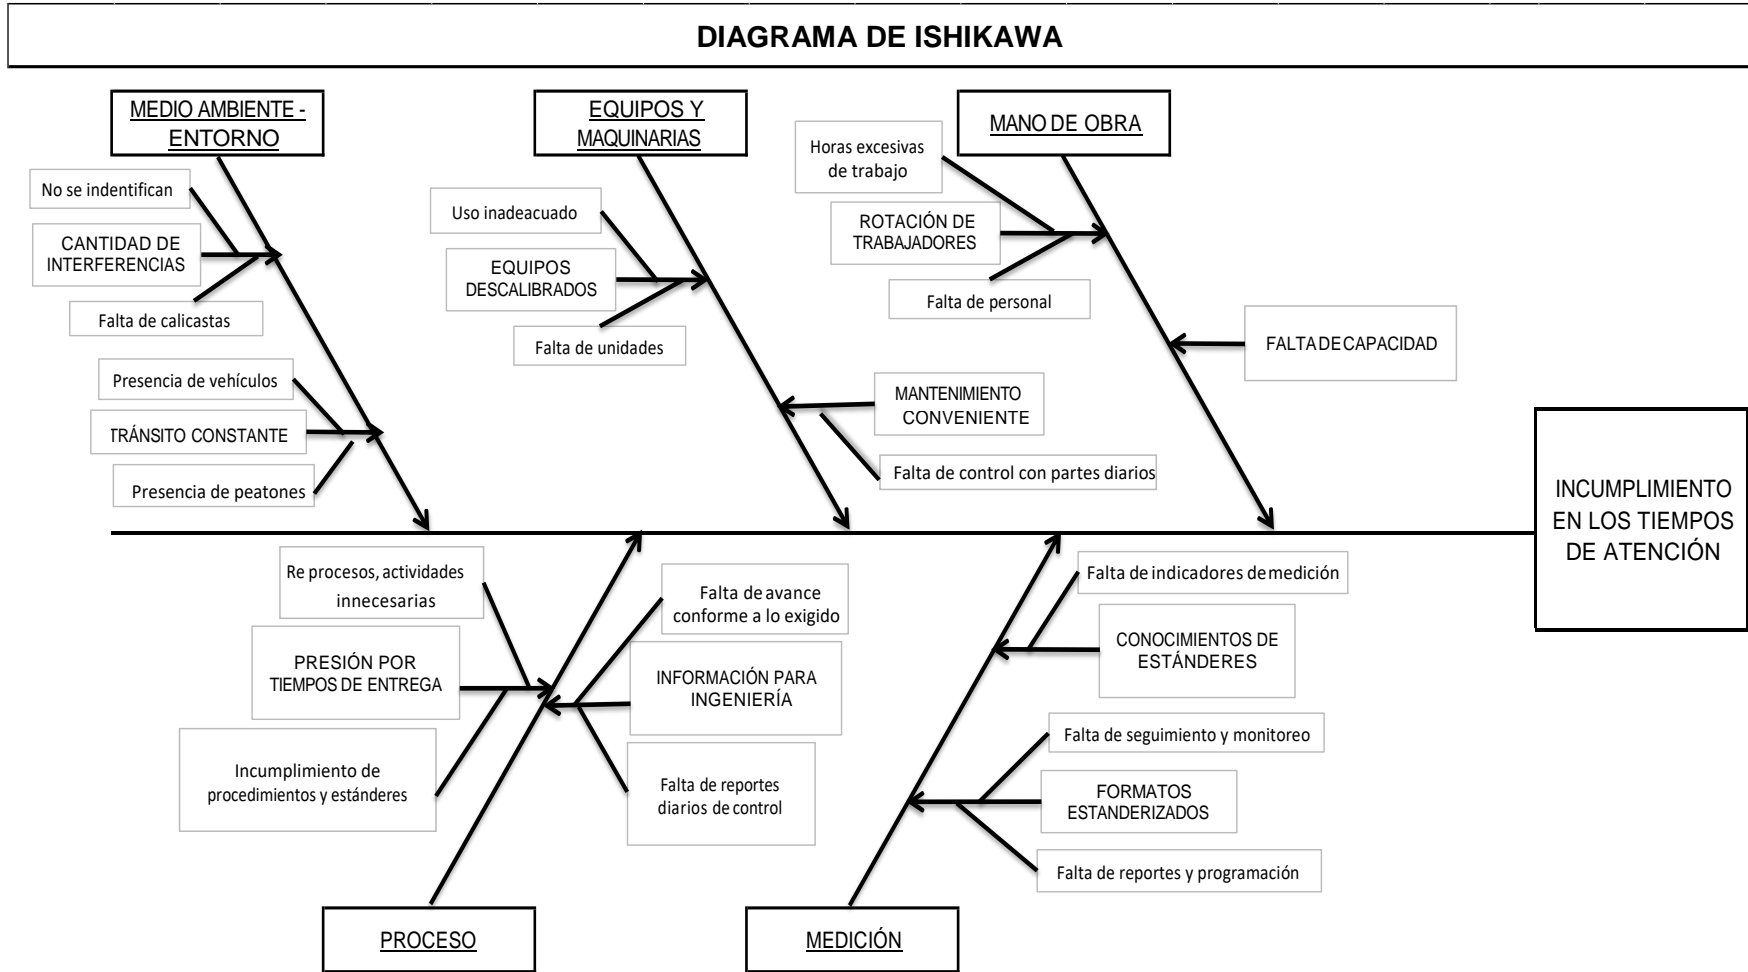 DIAGRAMA DE ISHIKAWA
MEDIO AMBIENTE -
ENTORNO
EQUIPOS Y
MAQUINARIAS
MANO DE OBRA
No se indentifican
CANTIDAD DE
INTERFERENCIAS
Falta de calicastas
Presencia de vehículos
TRÁNSITO CONSTANTE
Presencia de peatones
Uso inadeacuado
EQUIPOS
DESCALIBRADOS
Falta de unidades
MANTENIMIENTO
CONVENIENTE
Falta de control con partes diarios
Horas excesivas
de trabajo
ROTACIÓN DE
TRABAJADORES
Falta de personal
FALTA DE CAPACIDAD
INCUMPLIMIENTO
EN LOS TIEMPOS
DE ATENCIÓN
Re procesos, actividades
innecesarias
PRESIÓN POR
TIEMPOS DE ENTREGA
Incumplimiento de
procedimientos y estánderes
Falta de avance
conforme a lo exigido
INFORMACIÓN PARA
INGENIERÍA
Falta de reportes
diarios de control
Falta de indicadores de medición
CONOCIMIENTOS DE
ESTÁNDERES
Falta de seguimiento y monitoreo
FORMATOS
ESTANDERIZADOS
Falta de reportes y programación
PROCESO
MEDICIÓN